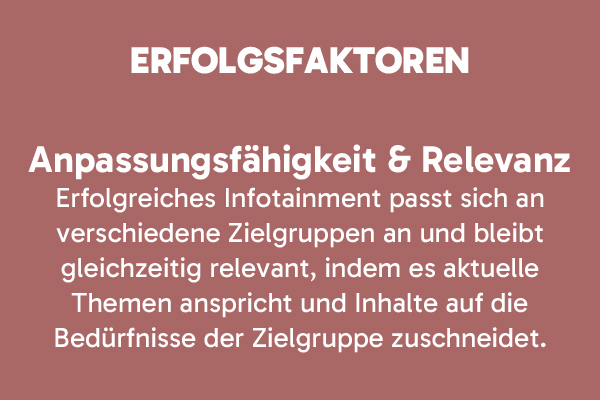 ERFOLGSFAKTOREN
Anpassungsfähigkeit & Relevanz
Erfolgreiches Infotainment passt sich an
verschiedene Zielgruppen an und bleibt
gleichzeitig relevant, indem es aktuelle
Themen anspricht und Inhalte auf die
Bedürfnisse der Zielgruppe zuschneidet.